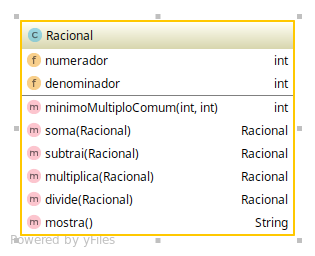 C Racional
f numerador int
f denominador int
m minimoMultiploComum(int, int) int
m soma(Racional) Racional
m subtrai(Racional) Racional
m multiplica(Racional) Racional
m divide(Racional) Racional
m mostra() String
Powered by yFiles